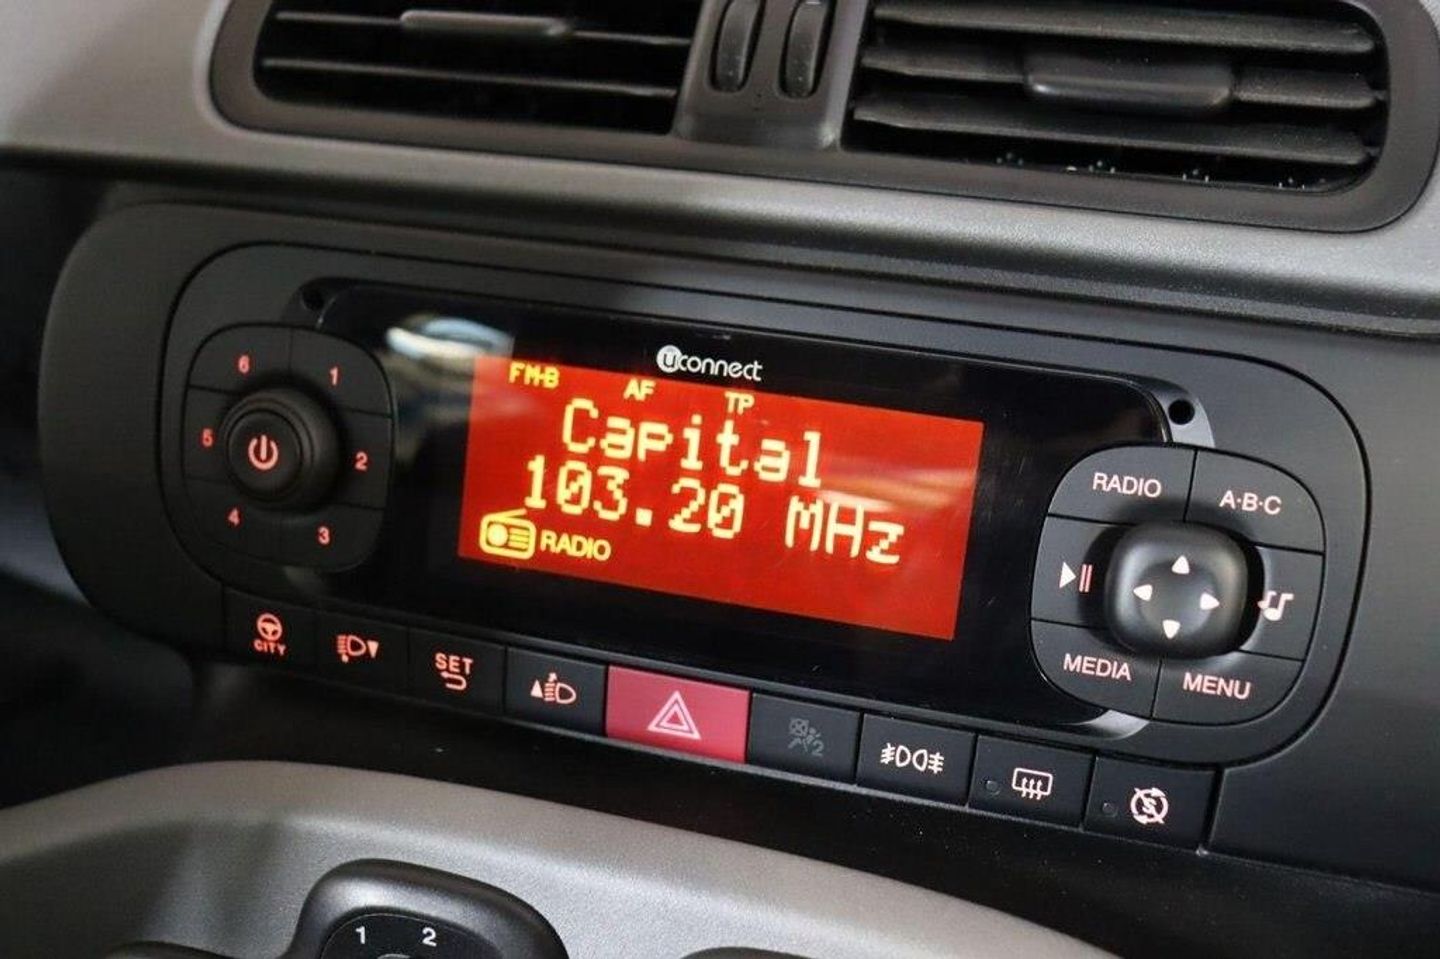 uconnect
FM-B AF TP
Capital
103.20 MHz
RADIO
6 1
5 2
4 3
RADIO A·B·C
MEDIA MENU
CITY
SET
2
1 2